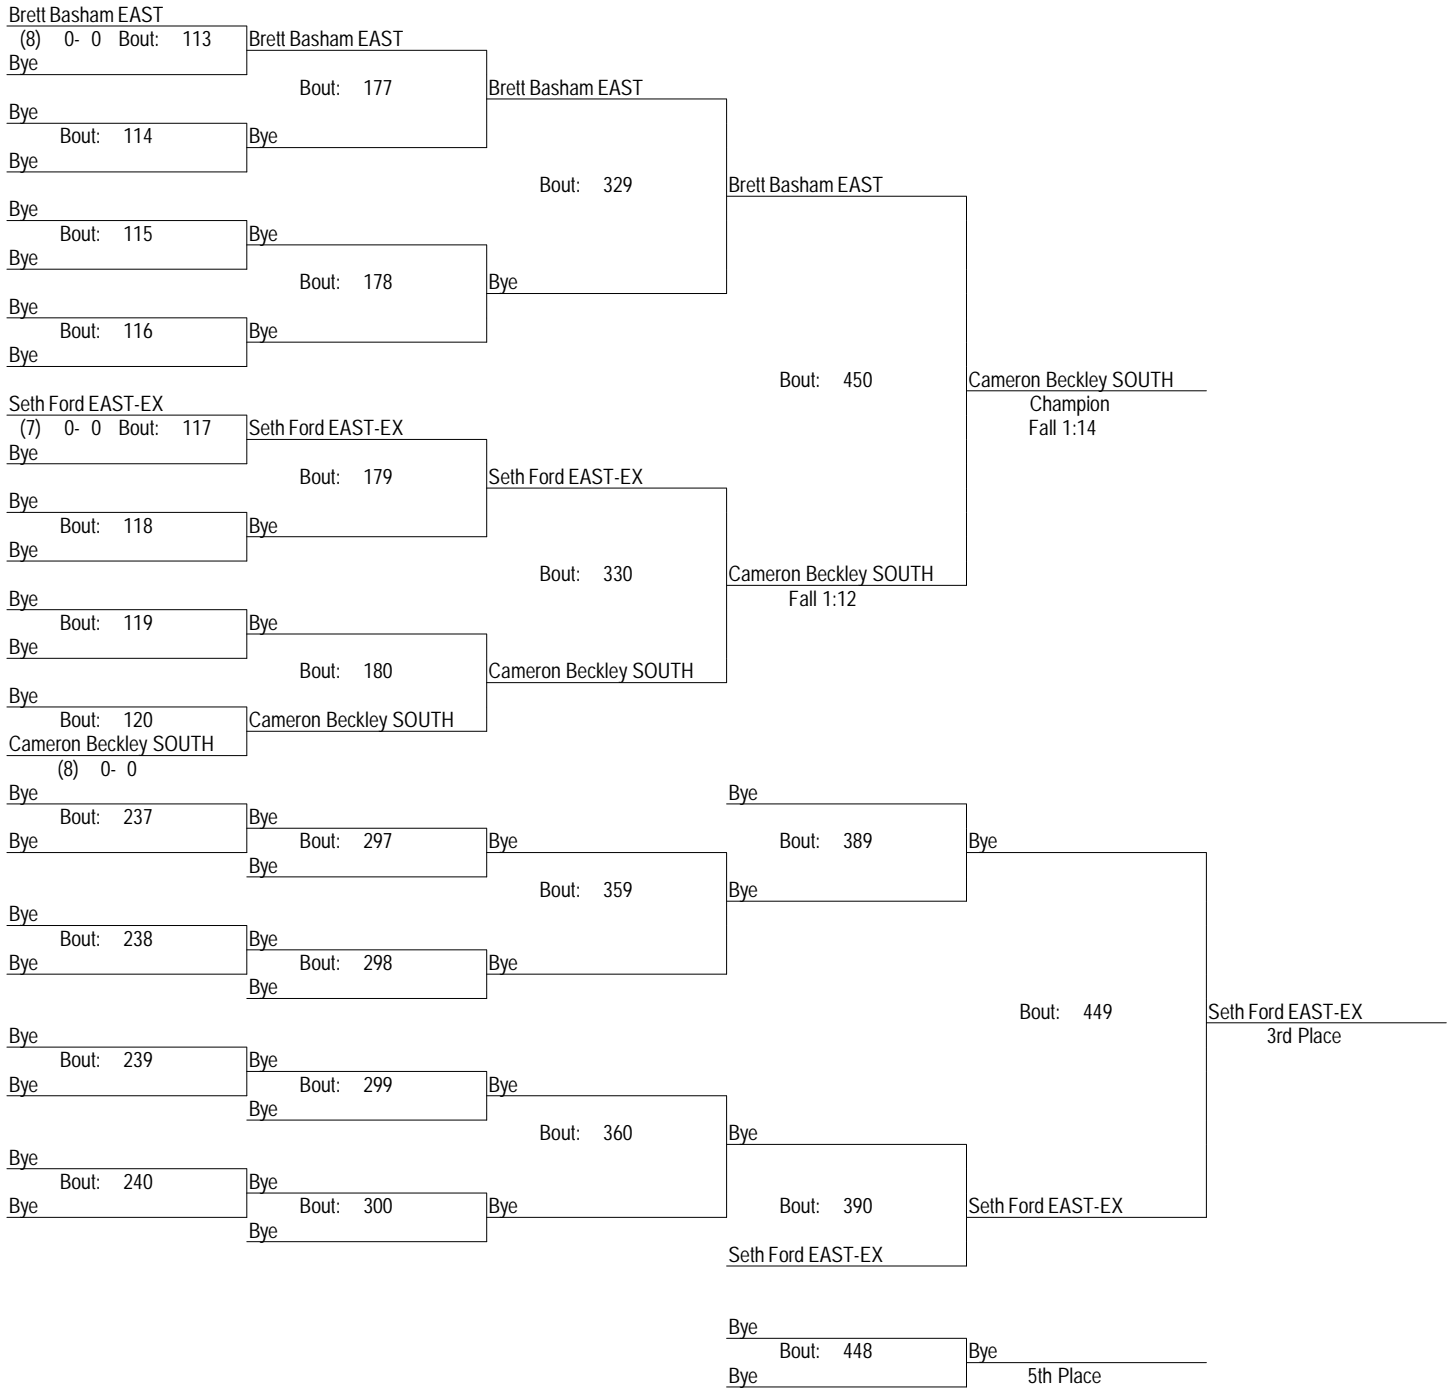 Brett Basham EAST
(8) 0- 0 Bout: 113 Brett Basham EAST
Bye
Bout: 177 Brett Basham EAST
Bye
Bout: 114 Bye
Bye
Bout: 329 Brett Basham EAST
Bye
Bout: 115 Bye
Bye
Bout: 178 Bye
Bye
Bout: 116 Bye
Bye
Bout: 450 Cameron Beckley SOUTH
Champion
Fall 1:14
Seth Ford EAST-EX
(7) 0- 0 Bout: 117 Seth Ford EAST-EX
Bye
Bout: 179 Seth Ford EAST-EX
Bye
Bout: 118 Bye
Bye
Bout: 330 Cameron Beckley SOUTH
Fall 1:12
Bye
Bout: 119 Bye
Bye
Bout: 180 Cameron Beckley SOUTH
Bye
Bout: 120 Cameron Beckley SOUTH
Cameron Beckley SOUTH
(8) 0- 0
Bye Bye
Bout: 237 Bye
Bye Bout: 297 Bye Bout: 389 Bye
Bye
Bout: 359 Bye
Bye
Bout: 238 Bye
Bye Bout: 298 Bye
Bye
Bout: 449 Seth Ford EAST-EX
3rd Place
Bye
Bout: 239 Bye
Bye Bout: 299 Bye
Bye
Bout: 360 Bye
Bye
Bout: 240 Bye
Bye Bout: 300 Bye Bout: 390 Seth Ford EAST-EX
Bye
Seth Ford EAST-EX
Bye
Bout: 448 Bye
Bye 5th Place